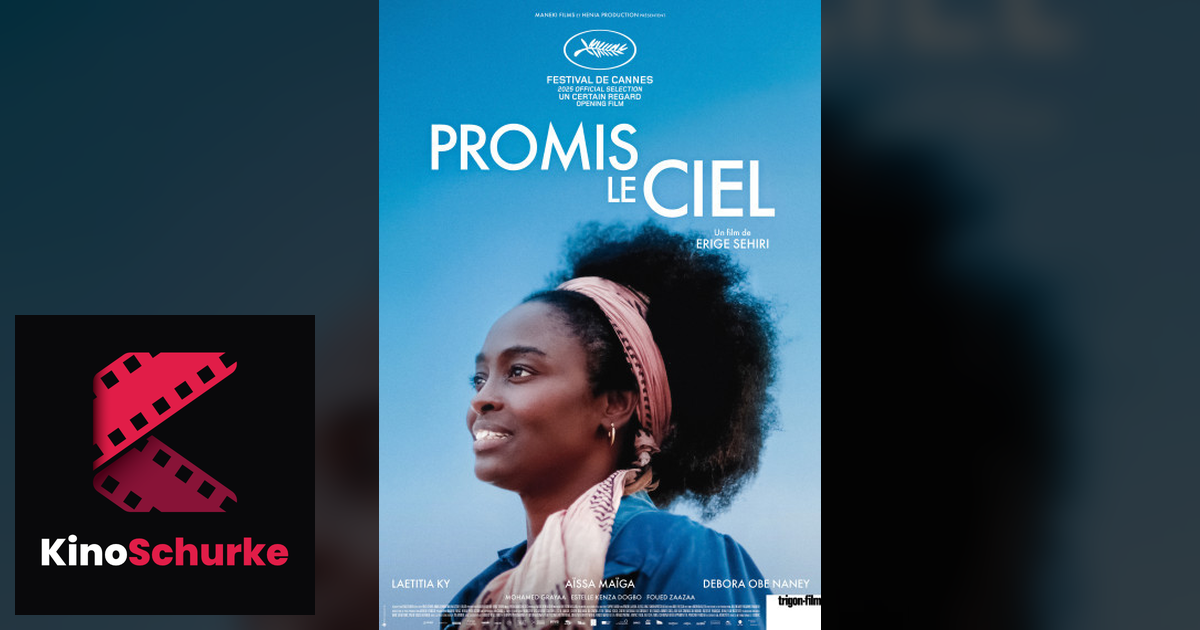 MANEKI FILMS ET HENIA PRODUCTION PRÉSENTENT
FESTIVAL DE CANNES
2025 OFFICIAL SELECTION
UN CERTAIN REGARD
OPENING FILM
PROMIS
LE CIEL
Un film de
ERIGE SEHIRI
KinoSchurke
LAETITIA KY AÏSSA MAÏGA DEBORA OBE NANEY
MOHAMED GRAYAA ESTELLE KENZA DOGBO FOUED ZAAZAA
trigon-film